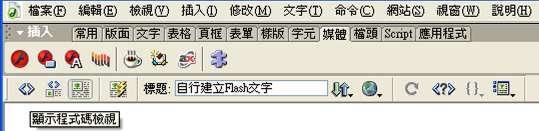 檔案(F) 編輯(E) 檢視(V) 插入(I) 修改(M) 文字(T) 命令(C) 網站(S) 視窗(W) 說明(H)
插入 常用 版面 文字 表格 頁框 表單 樣版 字元 媒體 檔頭 Script 應用程式
標題: 自行建立Flash文字
顯示程式碼檢視